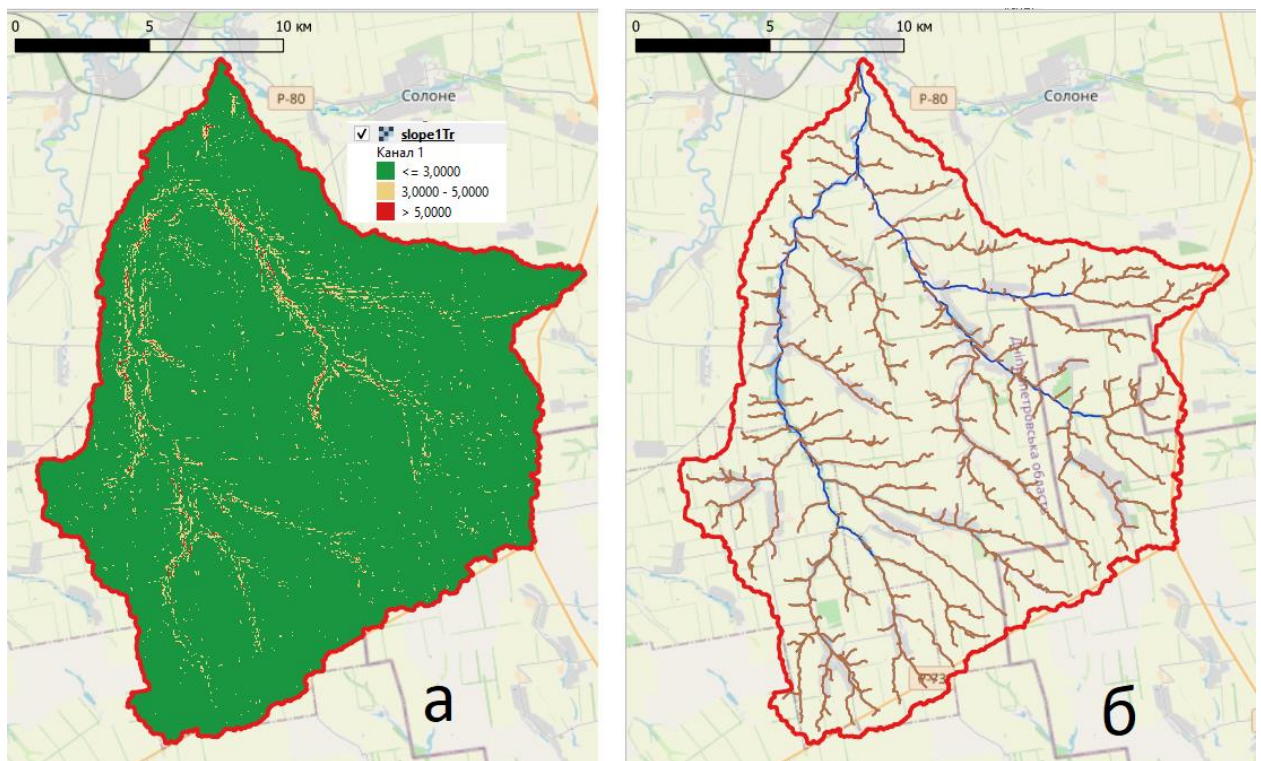 0 5 10 км
Р-80
Солоне
slope1Tr
Канал 1
<= 3,0000
3,0000 - 5,0000
> 5,0000
а
0 5 10 км
Р-80
Солоне
Дніпропетровська область
Р-73
б